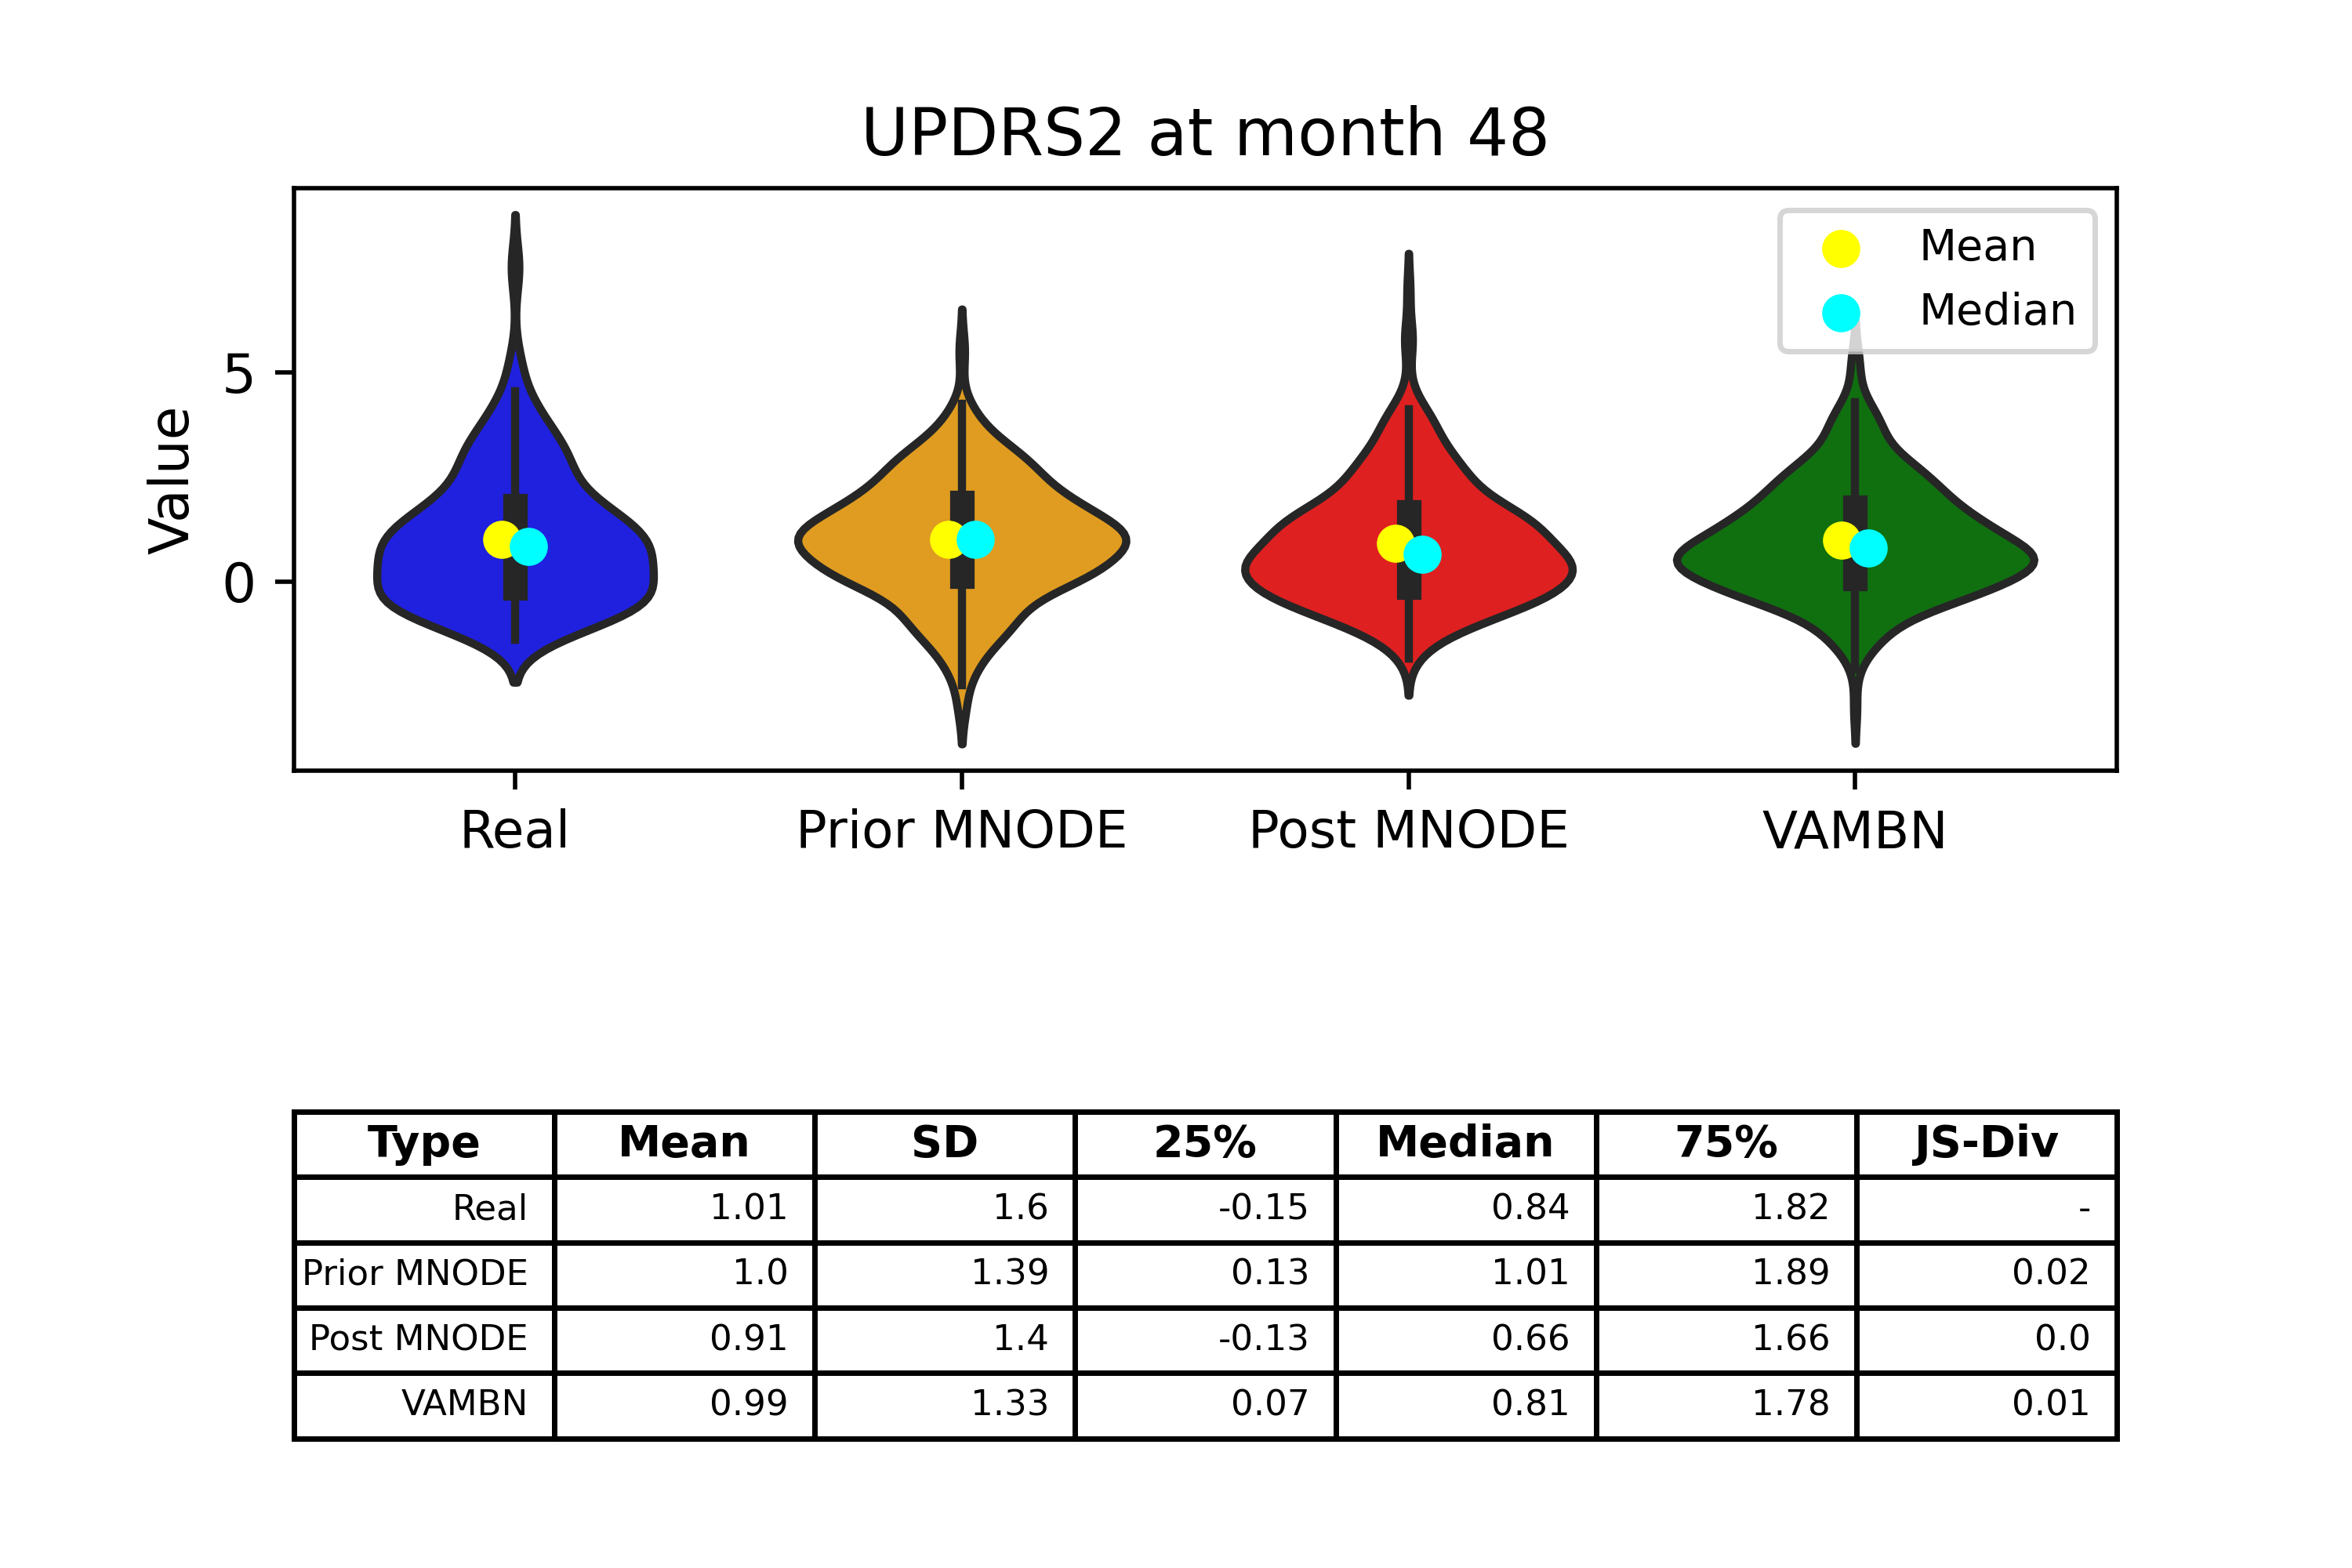 UPDRS2 at month 48
Mean
Median
Value
5
0
Real Prior MNODE Post MNODE VAMBN
Type Mean SD 25% Median 75% JS-Div
Real 1.01 1.6 -0.15 0.84 1.82 -
Prior MNODE 1.0 1.39 0.13 1.01 1.89 0.02
Post MNODE 0.91 1.4 -0.13 0.66 1.66 0.0
VAMBN 0.99 1.33 0.07 0.81 1.78 0.01